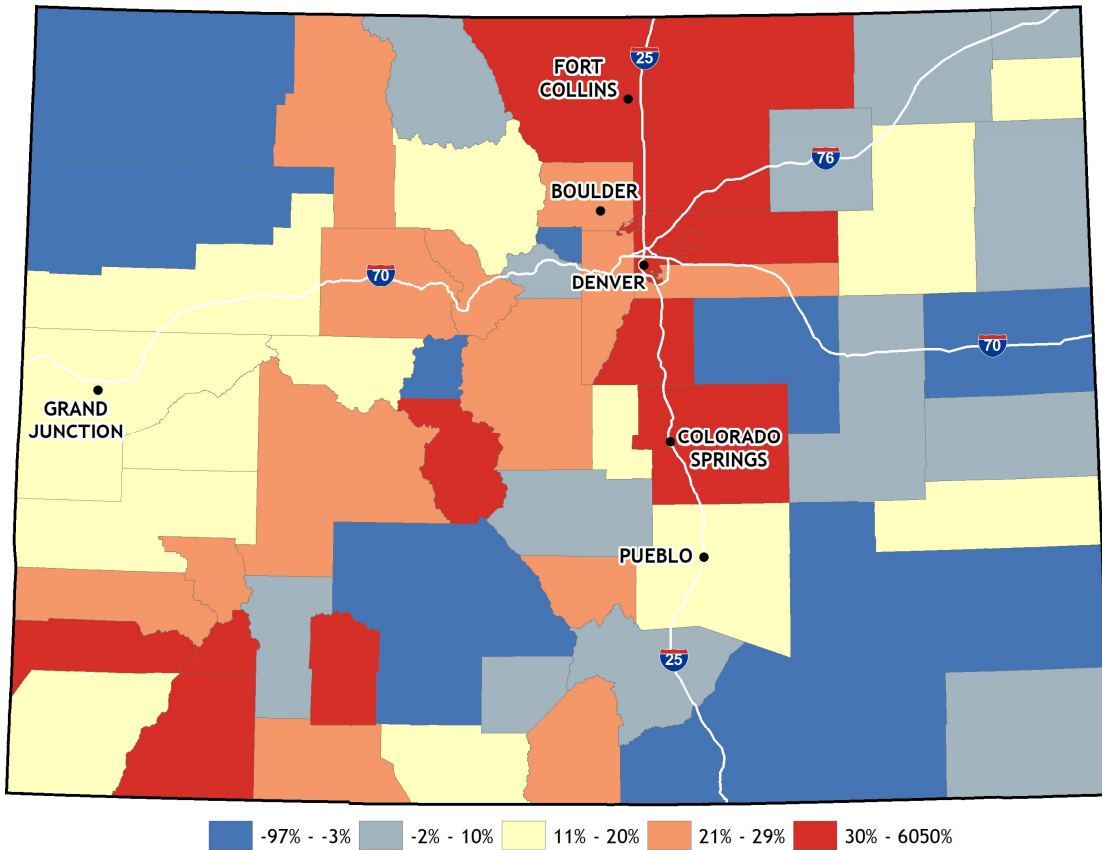 25
FORT
COLLINS
76
BOULDER
70
DENVER
70
GRAND
JUNCTION
COLORADO
SPRINGS
PUEBLO
25
-97% - -3%
-2% - 10%
11% - 20%
21% - 29%
30% - 6050%